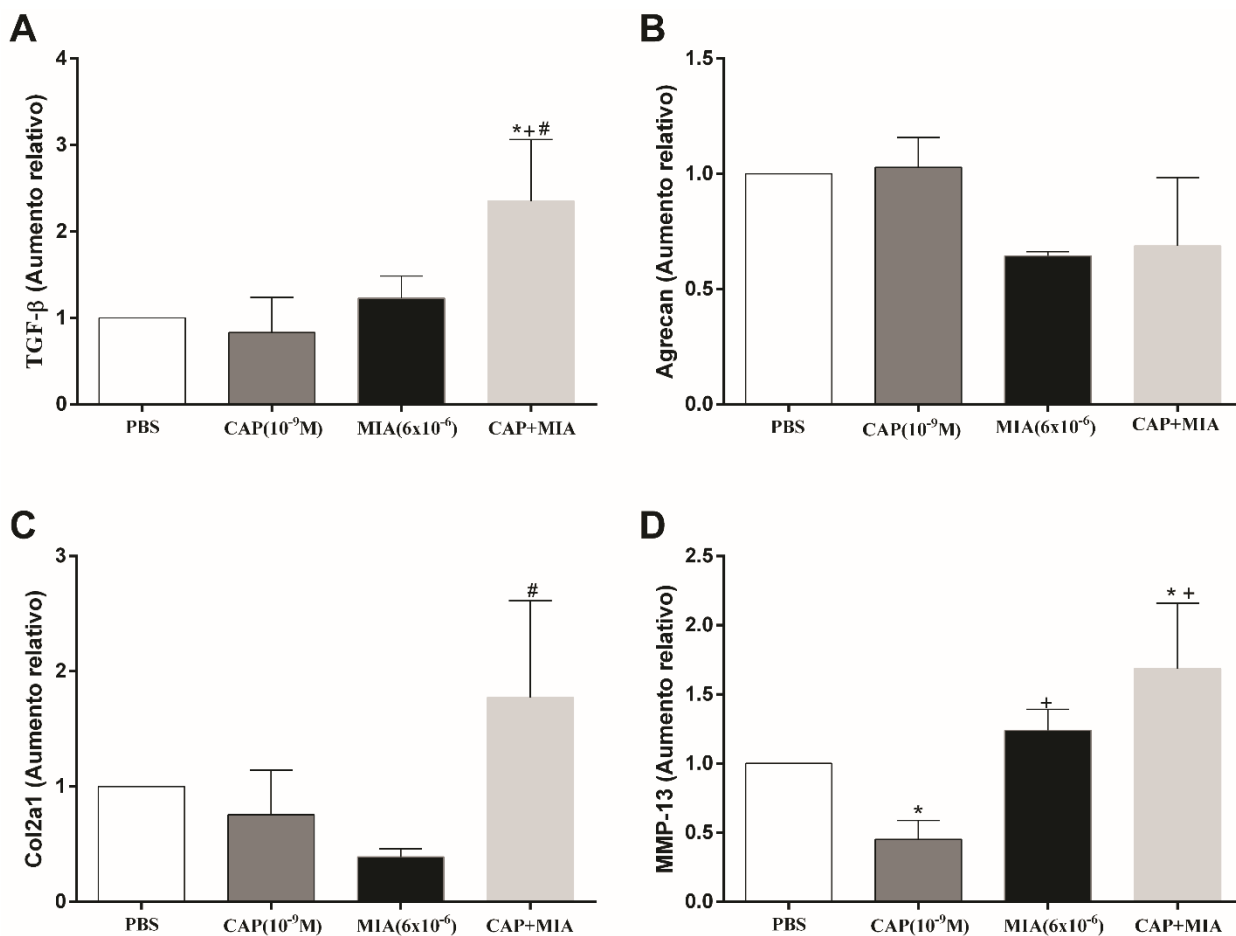 A
TGF-β (Aumento relativo)
4
3
2
1
0
*+#
PBS CAP(10⁻⁹M) MIA(6x10⁻⁶) CAP+MIA
B
Agrecan (Aumento relativo)
1.5
1.0
0.5
0.0
PBS CAP(10⁻⁹M) MIA(6x10⁻⁶) CAP+MIA
C
Col2a1 (Aumento relativo)
3
2
1
0
#
PBS CAP(10⁻⁹M) MIA(6x10⁻⁶) CAP+MIA
D
MMP-13 (Aumento relativo)
2.5
2.0
1.5
1.0
0.5
0.0
*
+
* +
PBS CAP(10⁻⁹M) MIA(6x10⁻⁶) CAP+MIA